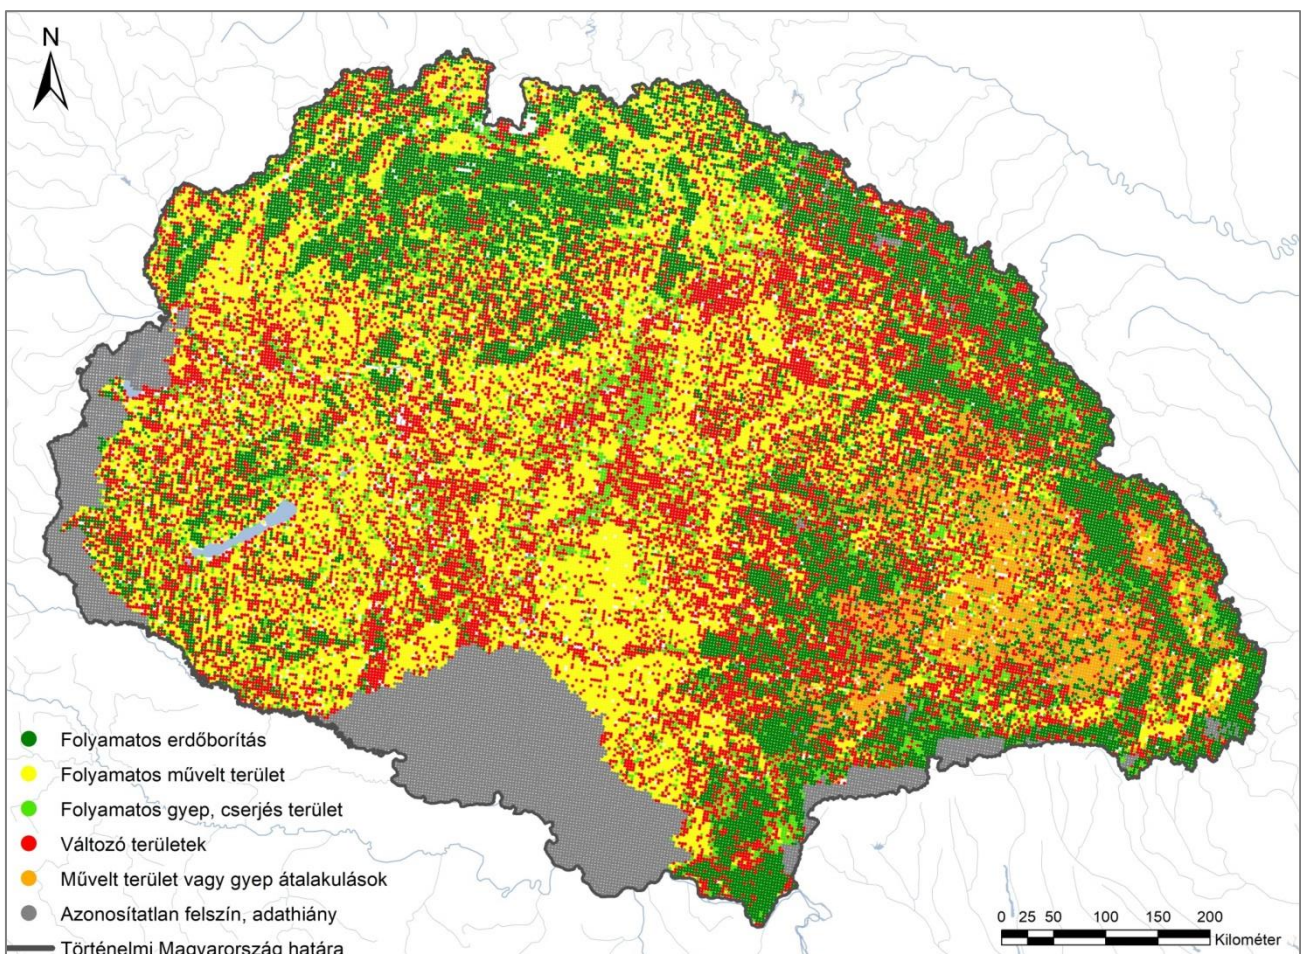 N
Folyamatos erdőborítás
Folyamatos művelt terület
Folyamatos gyep, cserjés terület
Változó területek
Művelt terület vagy gyep átalakulások
Azonosítatlan felszín, adathiány
Történelmi Magyarország határa
0 25 50 100 150 200
Kilométer